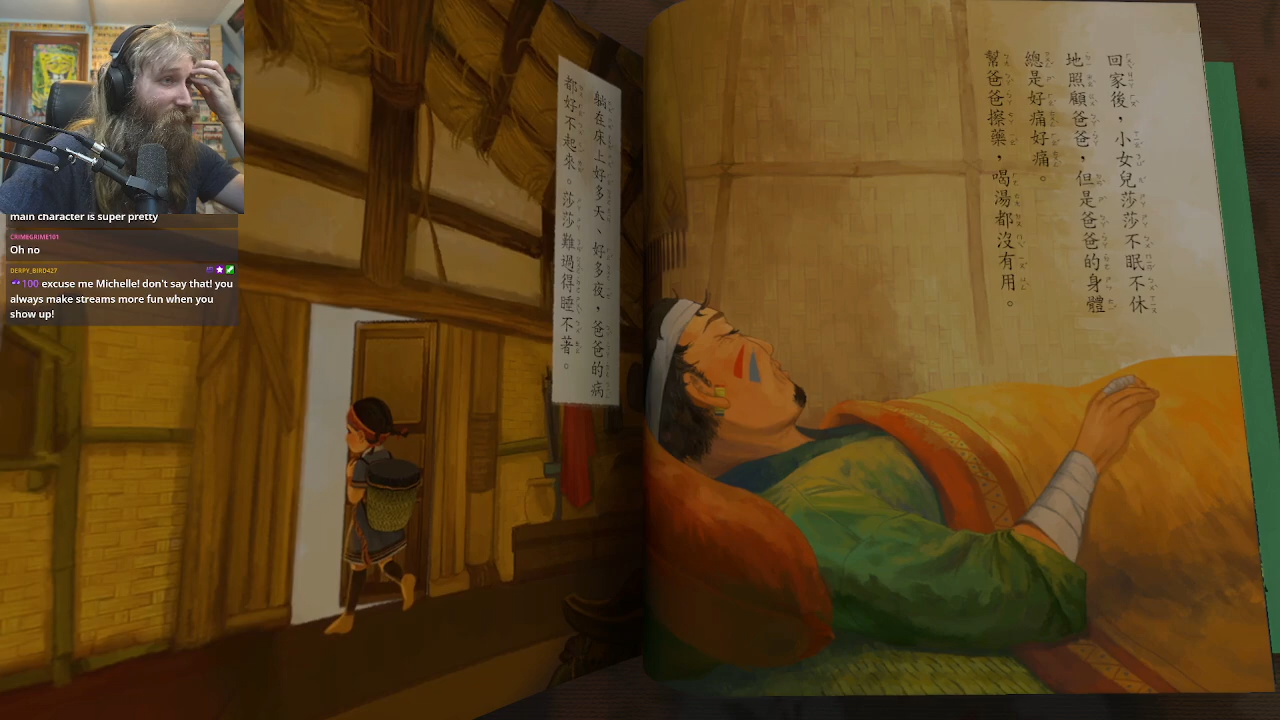 main character is super pretty
CRIMEGRIME101
Oh no
DERPY_BIRD427
100 excuse me Michelle! don't say that! you
always make streams more fun when you
show up!
回家後，小女兒莎莎不眠不休
地照顧爸爸，但是爸爸的身體
總是好痛好痛。
幫爸爸擦藥，喝湯都沒有用。
躺在床上好多天、好多夜，爸爸的病
都好不起來。莎莎難過得睡不著。